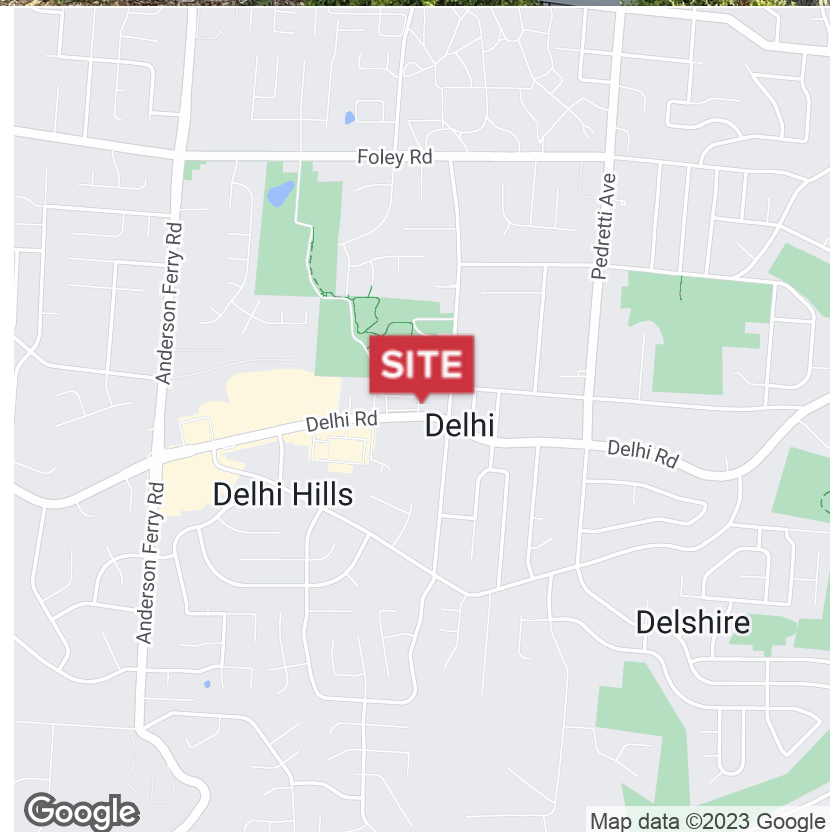 Foley Rd
Pedretti Ave
Anderson Ferry Rd
SITE
Delhi Rd
Delhi
Delhi Rd
Delhi Hills
Anderson Ferry Rd
Delshire
Google
Map data ©2023 Google